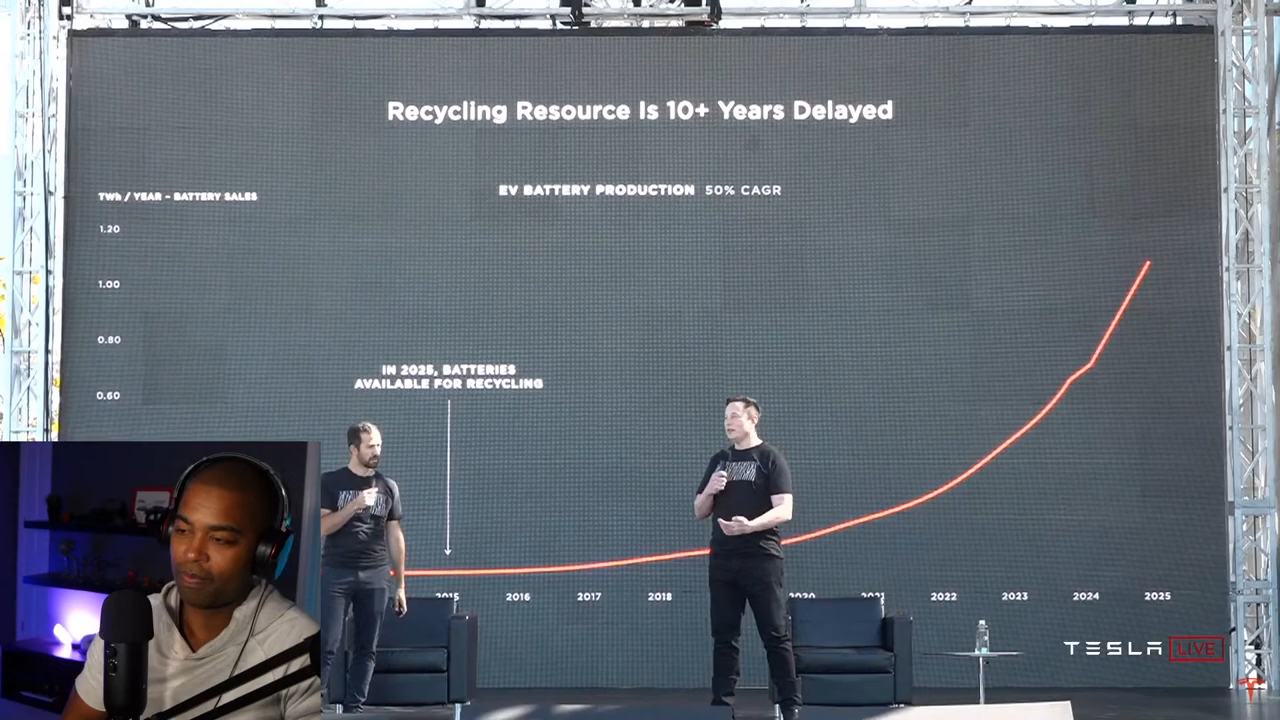 Recycling Resource Is 10+ Years Delayed
EV BATTERY PRODUCTION 50% CAGR
TWh / YEAR – BATTERY SALES
1.20
1.00
0.80
0.60
IN 2025, BATTERIES
AVAILABLE FOR RECYCLING
2015 2016 2017 2018 2020 2021 2022 2023 2024 2025
TESLA LIVE